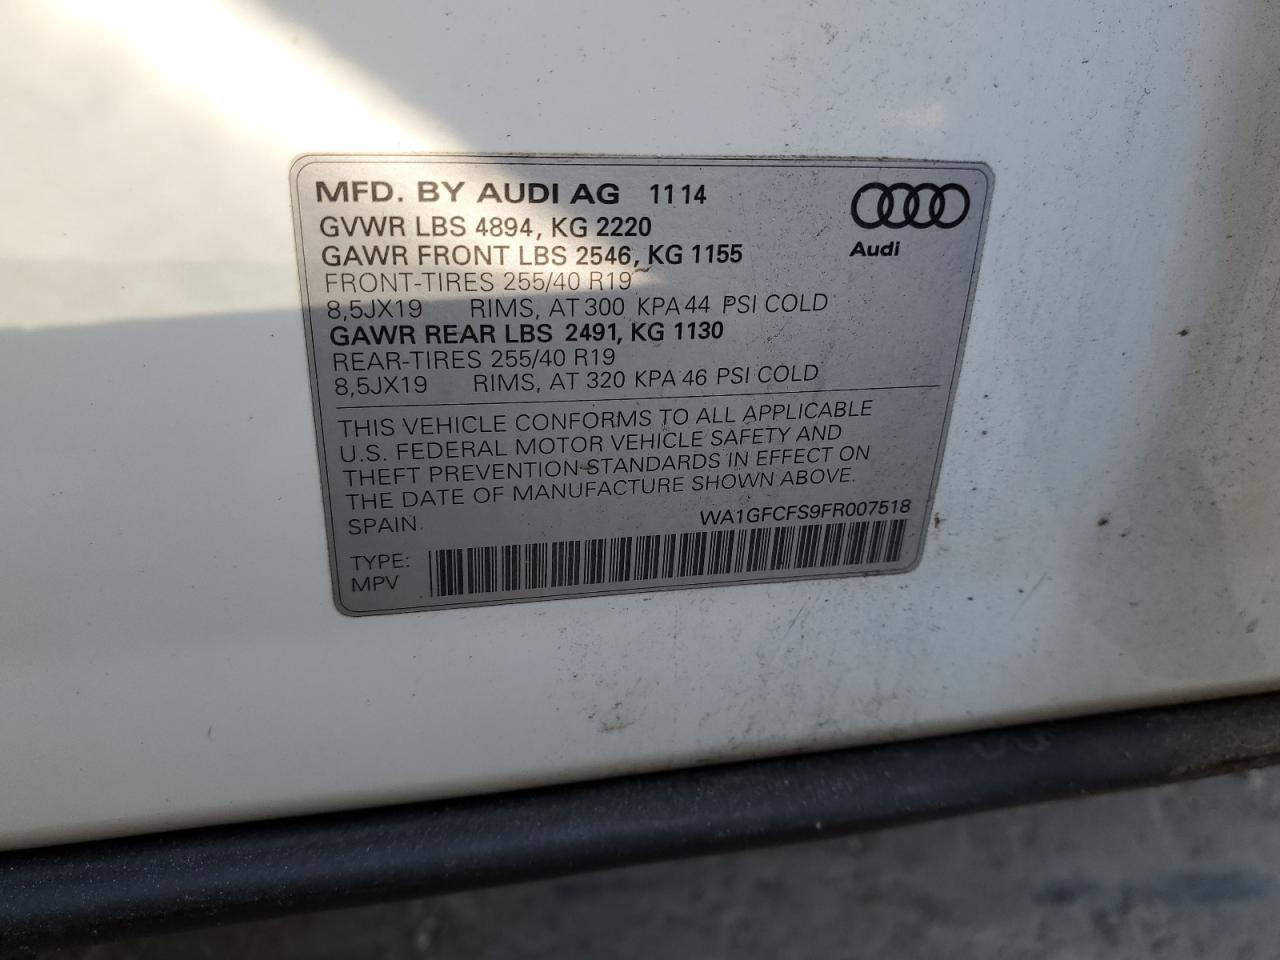 MFD. BY AUDI AG 1114
GVWR LBS 4894, KG 2220
GAWR FRONT LBS 2546, KG 1155
Audi
FRONT-TIRES 255/40 R19
8,5JX19 RIMS, AT 300 KPA 44 PSI COLD
GAWR REAR LBS 2491, KG 1130
REAR-TIRES 255/40 R19
8,5JX19 RIMS, AT 320 KPA 46 PSI COLD
THIS VEHICLE CONFORMS TO ALL APPLICABLE
U.S. FEDERAL MOTOR VEHICLE SAFETY AND
THEFT PREVENTION STANDARDS IN EFFECT ON
THE DATE OF MANUFACTURE SHOWN ABOVE.
SPAIN WA1GFCFS9FR007518
TYPE:
MPV